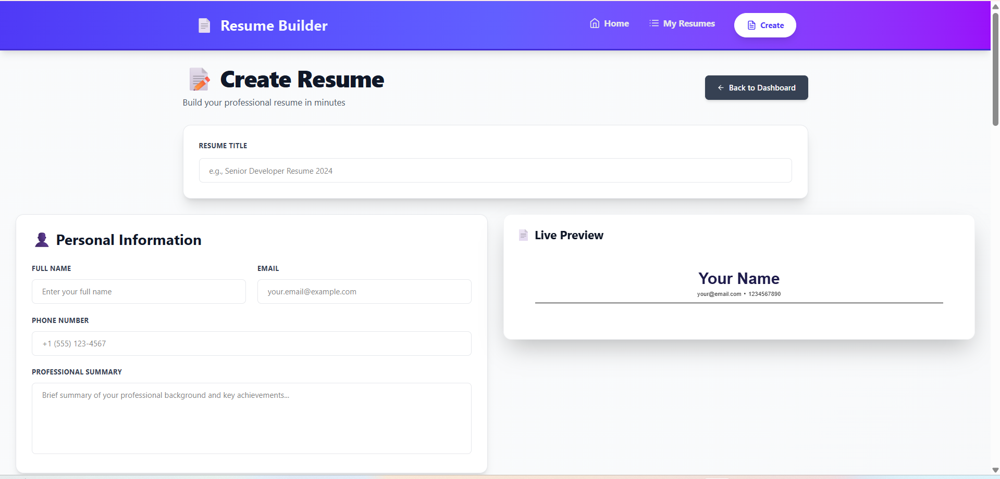 Resume Builder
Home
My Resumes
Create
Create Resume
Build your professional resume in minutes
← Back to Dashboard
RESUME TITLE
e.g., Senior Developer Resume 2024
Personal Information
FULL NAME
EMAIL
Enter your full name
your.email@example.com
PHONE NUMBER
+1 (555) 123-4567
PROFESSIONAL SUMMARY
Brief summary of your professional background and key achievements...
Live Preview
Your Name
your@email.com • 1234567890